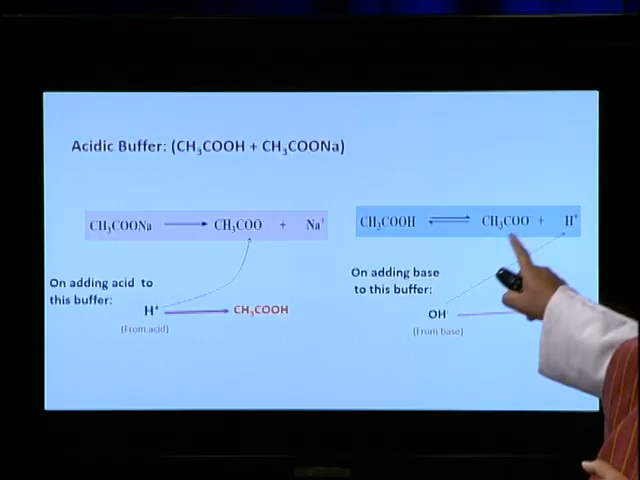 Acidic Buffer: (CH₃COOH + CH₃COONa)
CH₃COONa ⟶ CH₃COO⁻ + Na⁺
CH₃COOH ⇌ CH₃COO⁻ + H⁺
On adding acid to
this buffer:
H⁺ ⟶ CH₃COOH
(From acid)
On adding base
to this buffer:
OH⁻
(From base)